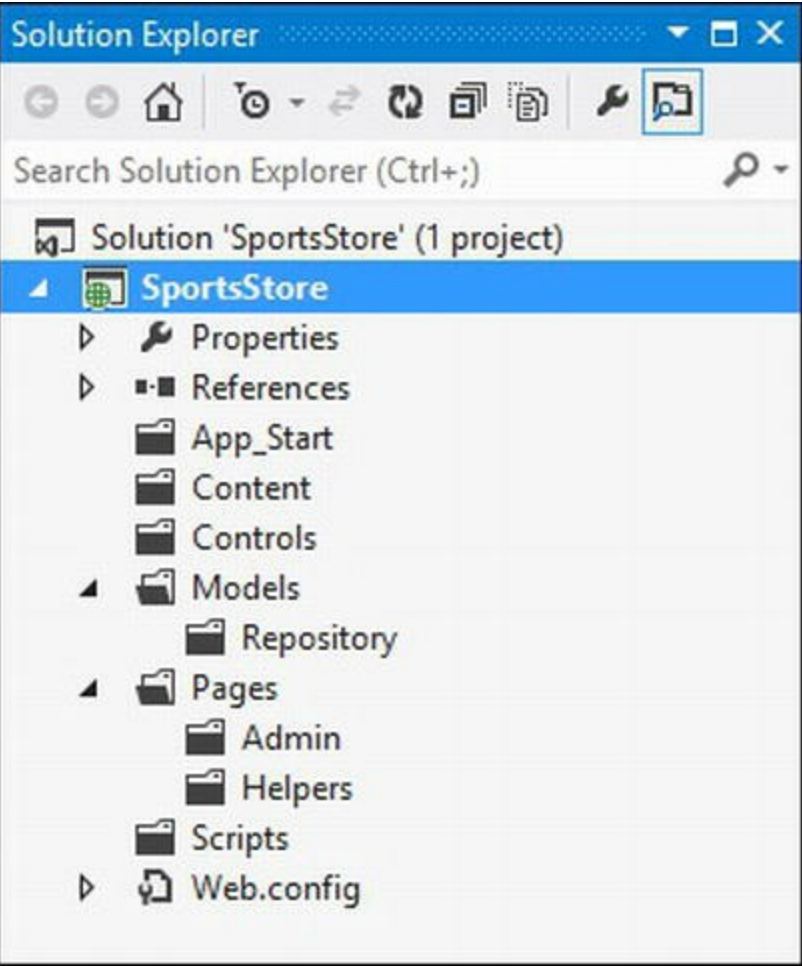 Solution Explorer
Search Solution Explorer (Ctrl+;)
Solution 'SportsStore' (1 project)
SportsStore
Properties
References
App_Start
Content
Controls
Models
Repository
Pages
Admin
Helpers
Scripts
Web.config